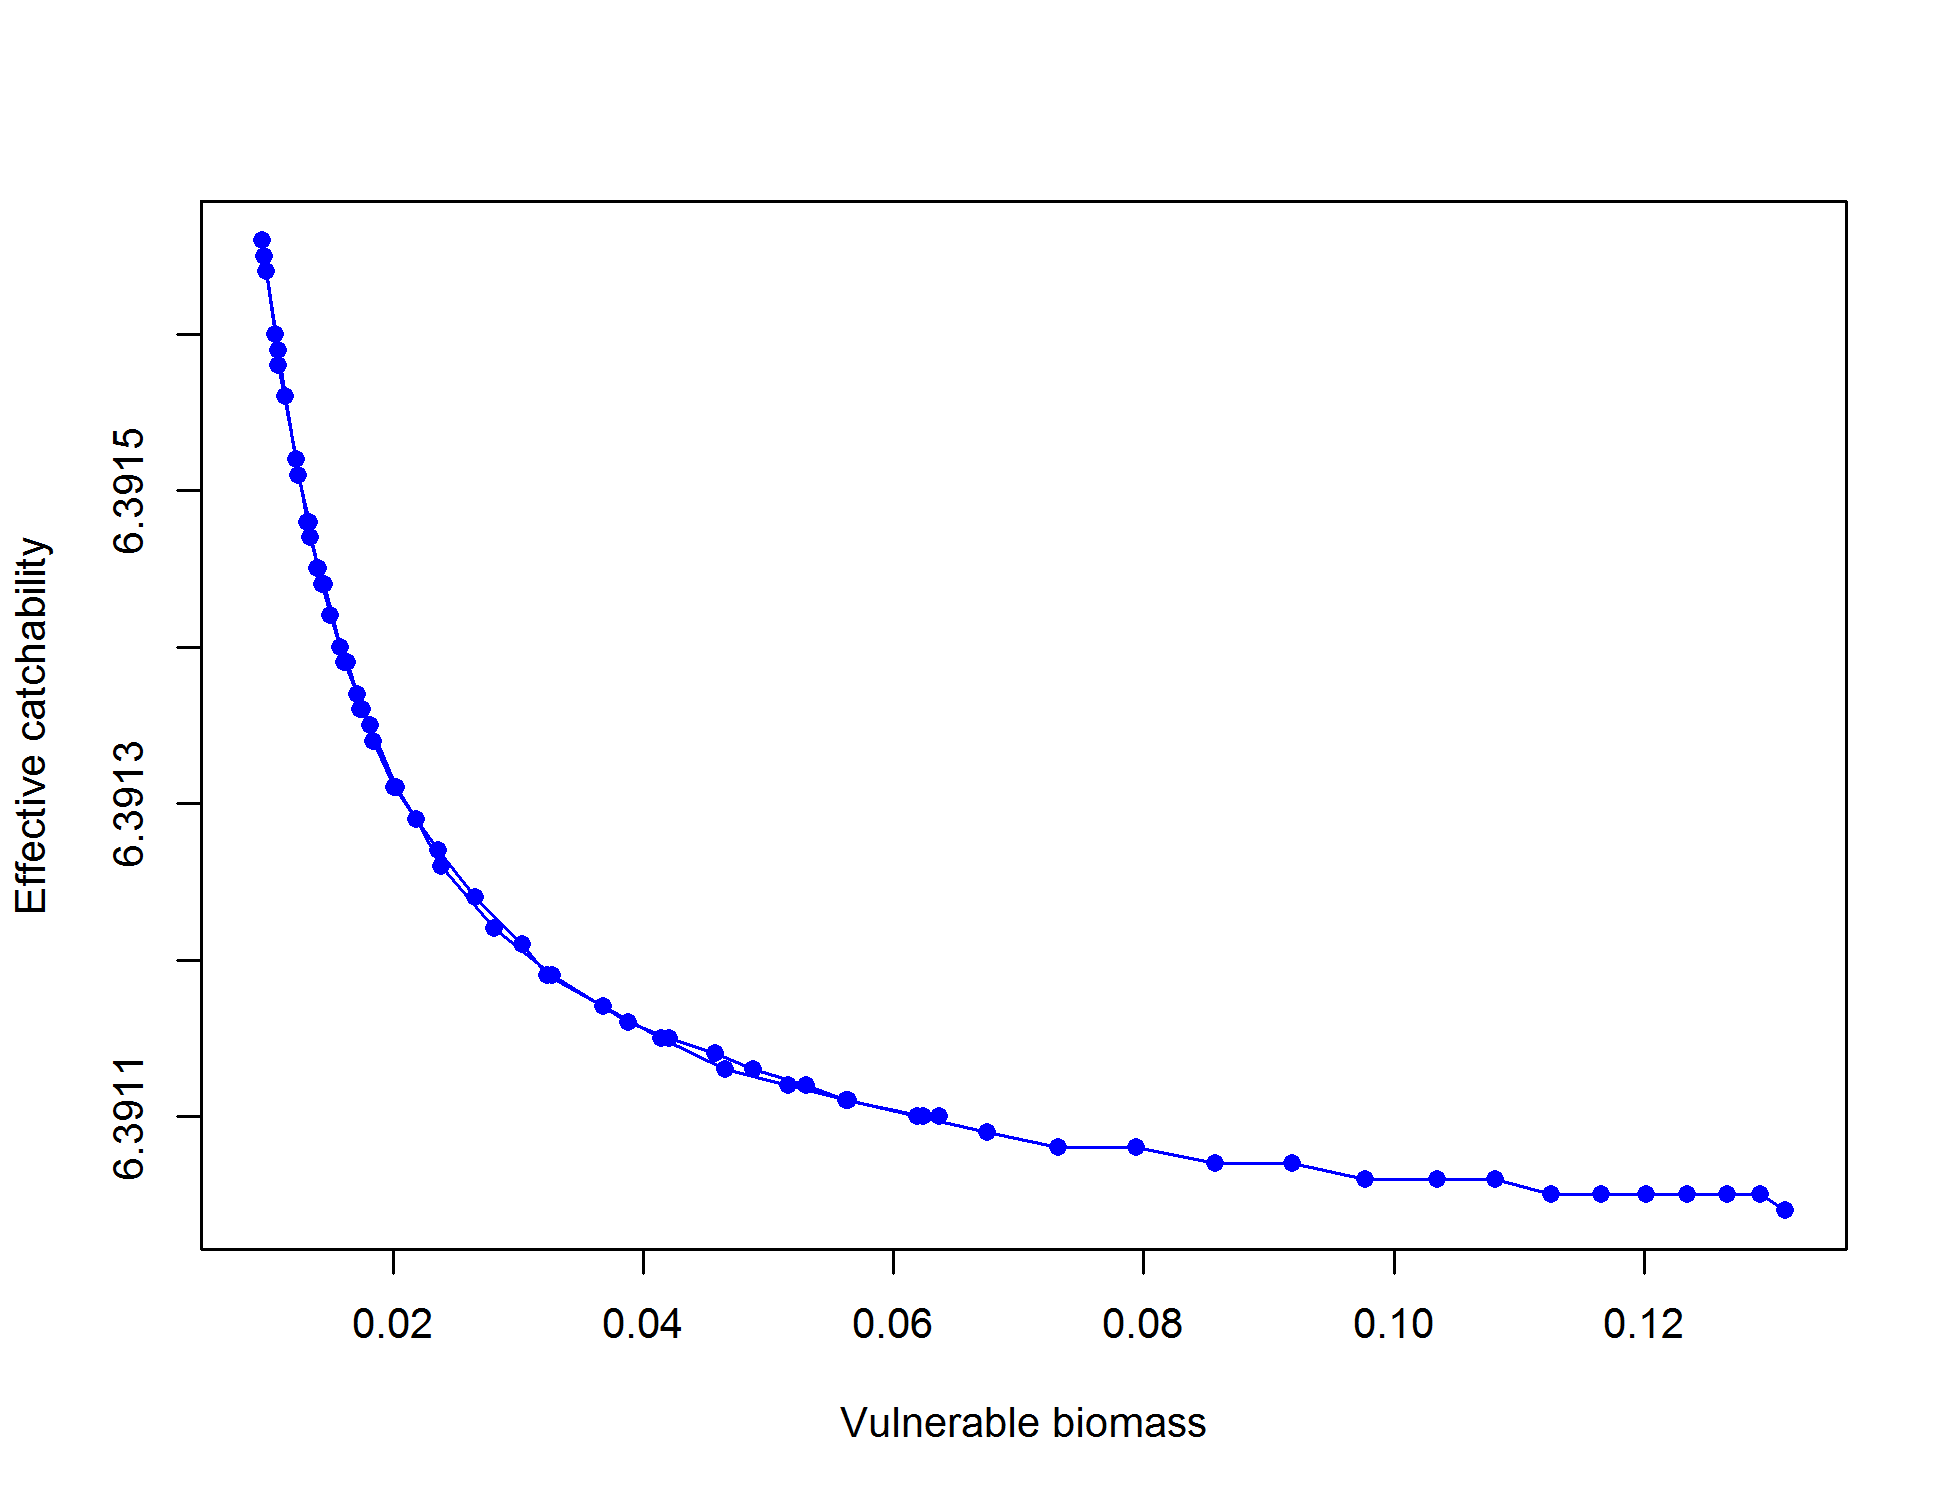 Effective catchability
6.3915
6.3913
6.3911
0.02 0.04 0.06 0.08 0.10 0.12
Vulnerable biomass